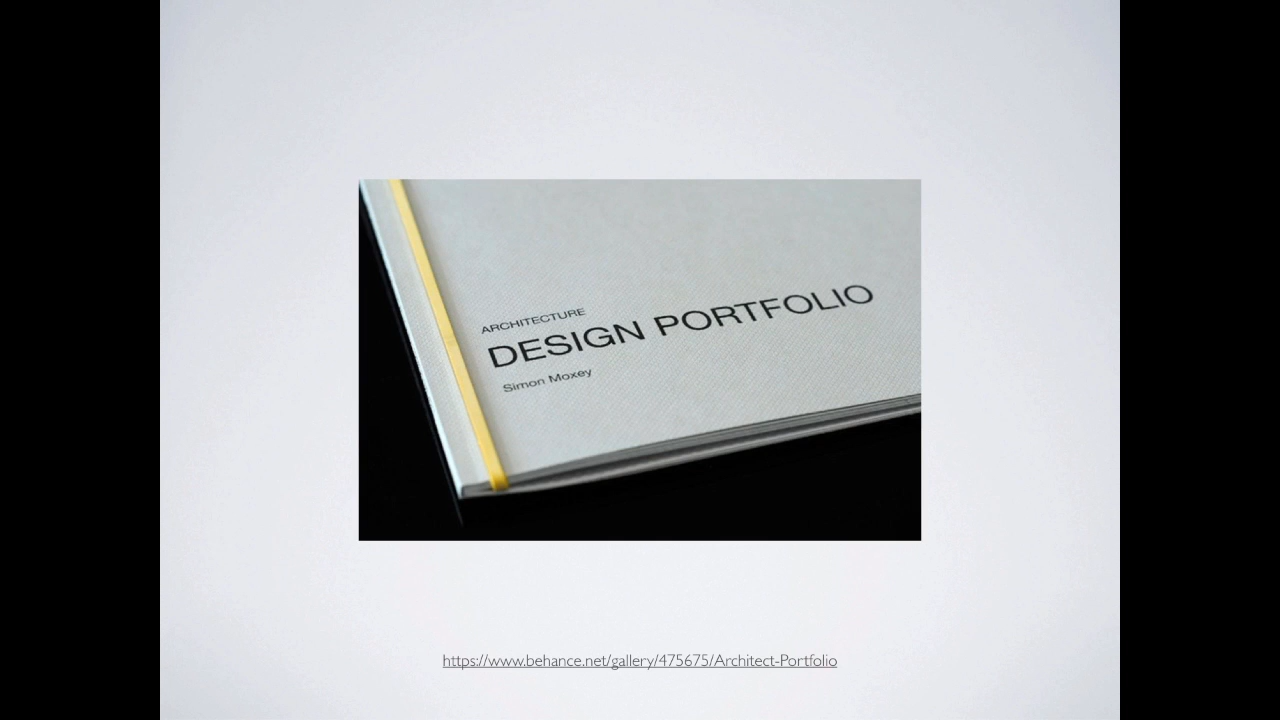 ARCHITECTURE
DESIGN PORTFOLIO
Simon Moxey
https://www.behance.net/gallery/475675/Architect-Portfolio